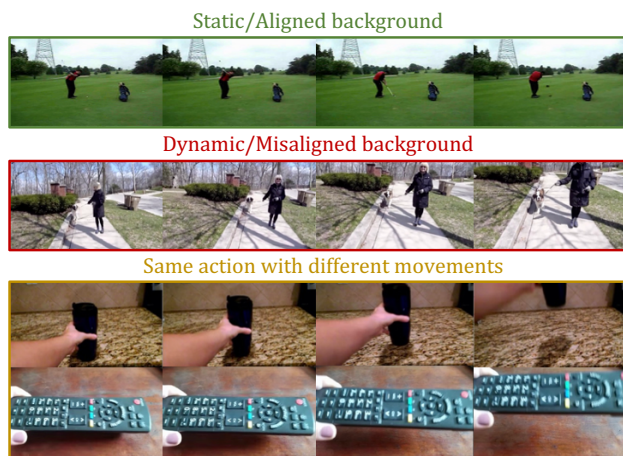 Static/Aligned background
Dynamic/Misaligned background
Same action with different movements